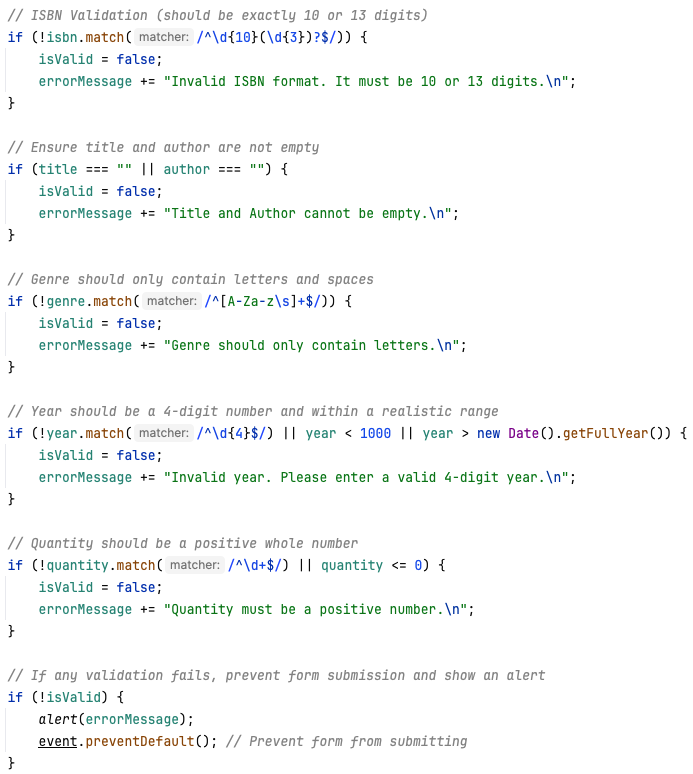 // ISBN Validation (should be exactly 10 or 13 digits)
if (!isbn.match( matcher: /^\d{10}(\d{3})?$/)) {
    isValid = false;
    errorMessage += "Invalid ISBN format. It must be 10 or 13 digits.\n";
}

// Ensure title and author are not empty
if (title === "" || author === "") {
    isValid = false;
    errorMessage += "Title and Author cannot be empty.\n";
}

// Genre should only contain letters and spaces
if (!genre.match( matcher: /^[A-Za-z\s]+$/)) {
    isValid = false;
    errorMessage += "Genre should only contain letters.\n";
}

// Year should be a 4-digit number and within a realistic range
if (!year.match( matcher: /^\d{4}$/) || year < 1000 || year > new Date().getFullYear()) {
    isValid = false;
    errorMessage += "Invalid year. Please enter a valid 4-digit year.\n";
}

// Quantity should be a positive whole number
if (!quantity.match( matcher: /^\d+$/) || quantity <= 0) {
    isValid = false;
    errorMessage += "Quantity must be a positive number.\n";
}

// If any validation fails, prevent form submission and show an alert
if (!isValid) {
    alert(errorMessage);
    event.preventDefault(); // Prevent form from submitting
}